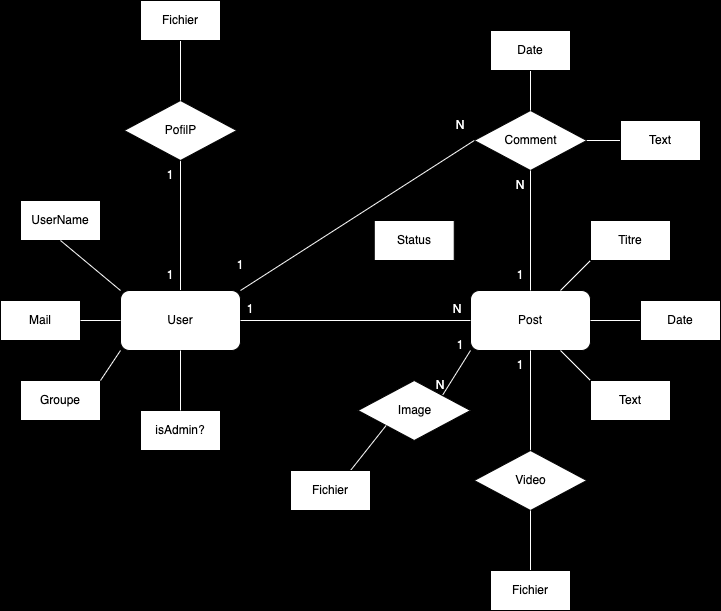 Fichier
Date
PofilP
N
Comment
Text
1
N
UserName
Status
Titre
1
1
1
1
N
Mail
User
Post
Date
1
1
N
Groupe
Image
Text
isAdmin?
Fichier
Video
Fichier